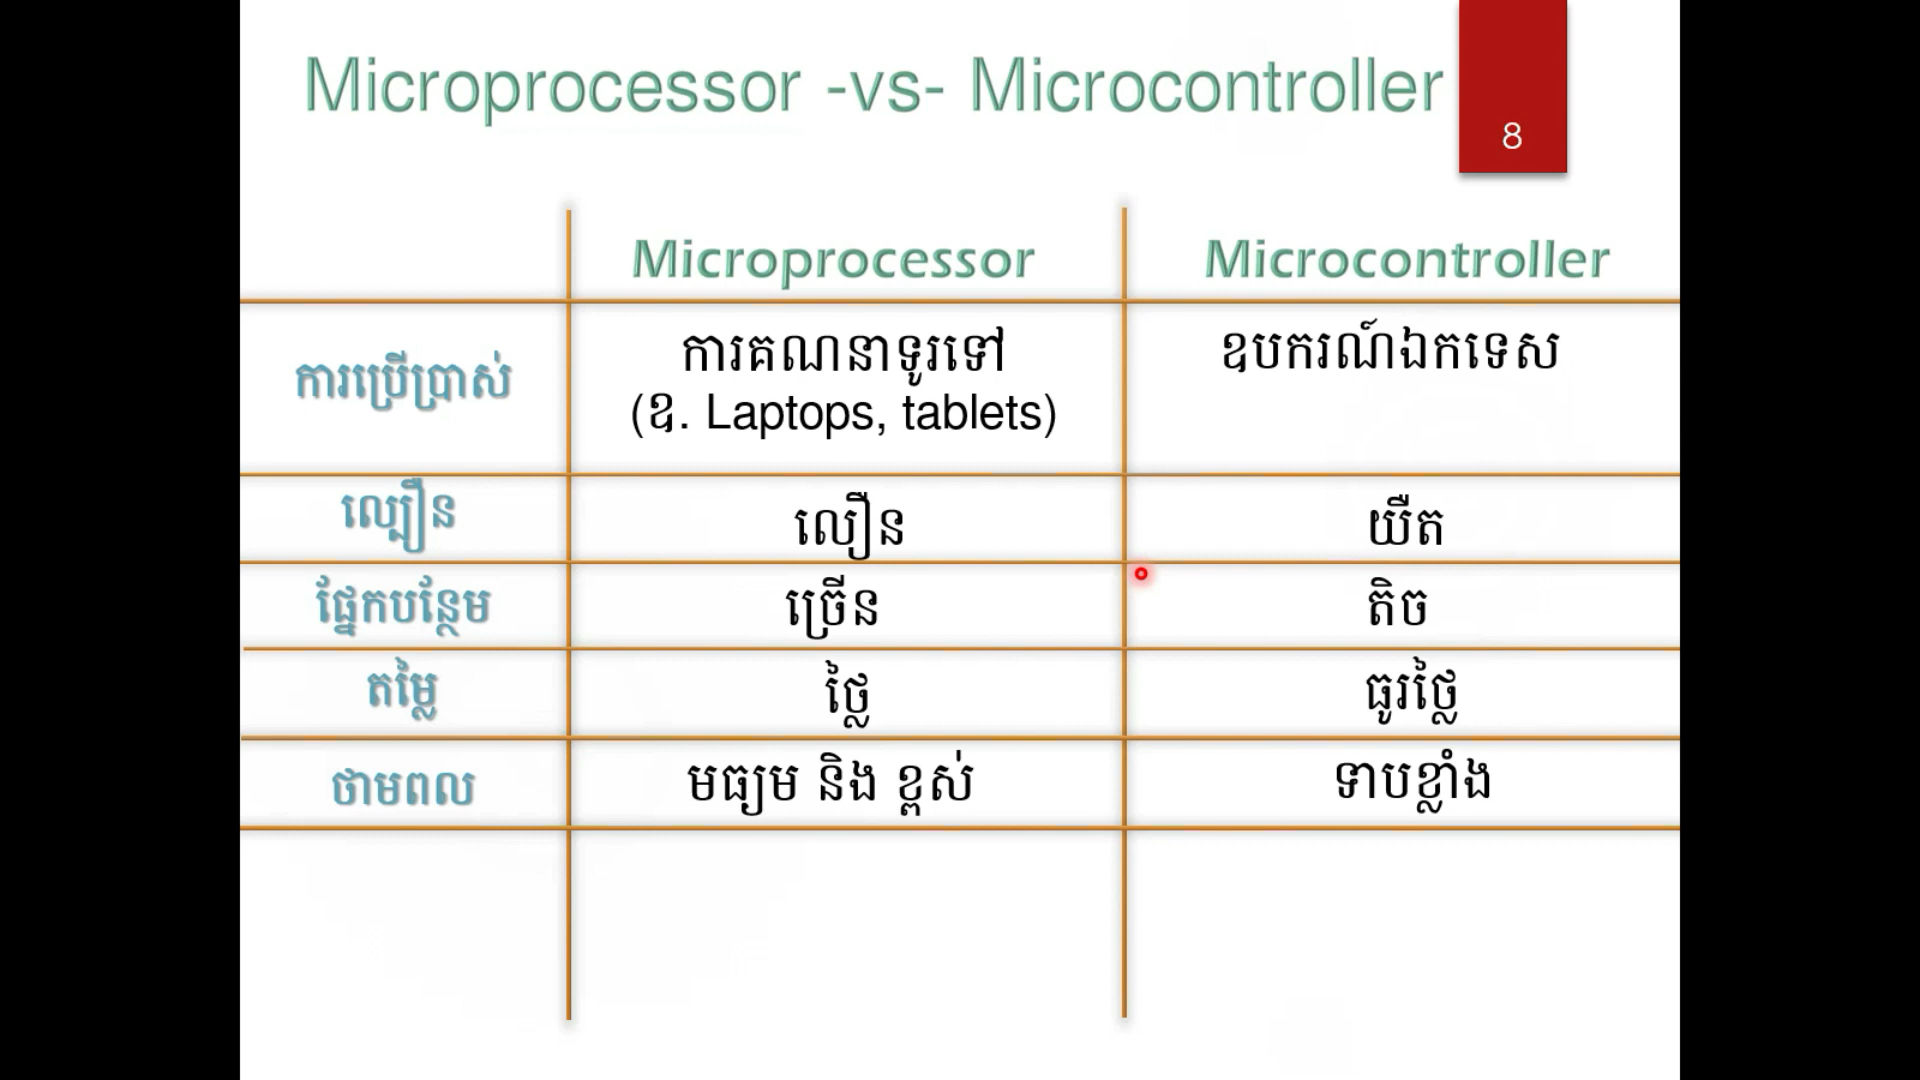 Microprocessor -vs- Microcontroller
8
Microprocessor
Microcontroller
ការប្រើប្រាស់
ការគណនាទូរទៅ
(ឧ. Laptops, tablets)
ឧបករណ៍ឯកទេស
ល្បឿន
លឿន
យឺត
ផ្នែកបន្ថែម
ច្រើន
តិច
តម្លៃ
ថ្លៃ
ធូរថ្លៃ
ថាមពល
មធ្យម និង ខ្ពស់
ទាបខ្លាំង